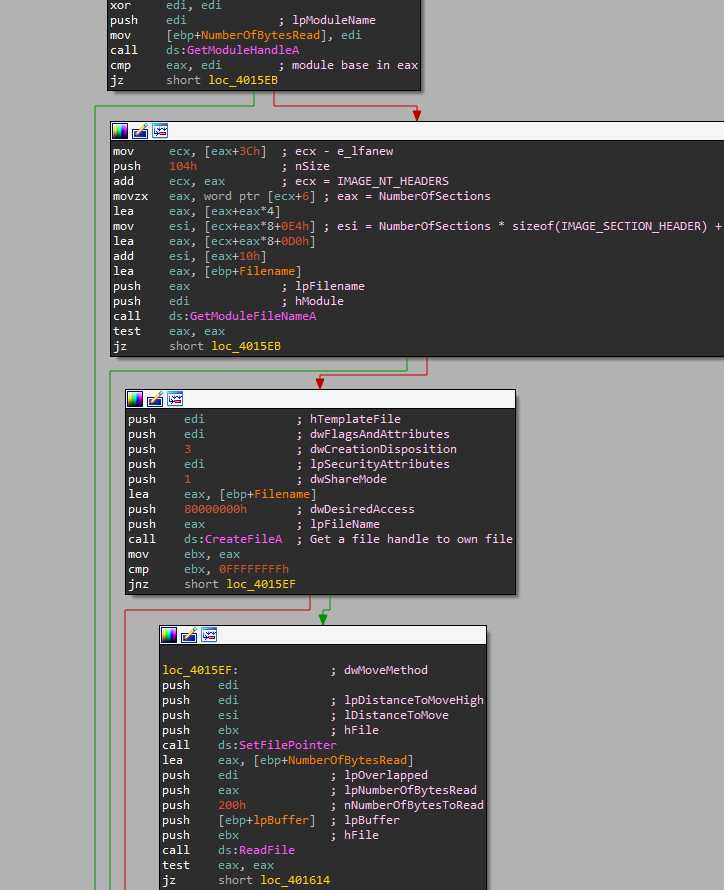 xor edi, edi
push edi ; lpModuleName
mov [ebp+NumberOfBytesRead], edi
call ds:GetModuleHandleA
cmp eax, edi ; module base in eax
jz short loc_4015EB
mov ecx, [eax+3Ch] ; ecx - e_lfanew
push 104h ; nSize
add ecx, eax ; ecx = IMAGE_NT_HEADERS
movzx eax, word ptr [ecx+6] ; eax = NumberOfSections
lea eax, [eax+eax*4]
mov esi, [ecx+eax*8+0E4h] ; esi = NumberOfSections * sizeof(IMAGE_SECTION_HEADER) +
lea eax, [ecx+eax*8+0D0h]
add esi, [eax+10h]
lea eax, [ebp+Filename]
push eax ; lpFilename
push edi ; hModule
call ds:GetModuleFileNameA
test eax, eax
jz short loc_4015EB
push edi ; hTemplateFile
push edi ; dwFlagsAndAttributes
push 3 ; dwCreationDisposition
push edi ; lpSecurityAttributes
push 1 ; dwShareMode
lea eax, [ebp+Filename]
push 80000000h ; dwDesiredAccess
push eax ; lpFileName
call ds:CreateFileA ; Get a file handle to own file
mov ebx, eax
cmp ebx, 0FFFFFFFFh
jnz short loc_4015EF
loc_4015EF: ; dwMoveMethod
push edi
push edi ; lpDistanceToMoveHigh
push esi ; lDistanceToMove
push ebx ; hFile
call ds:SetFilePointer
lea eax, [ebp+NumberOfBytesRead]
push edi ; lpOverlapped
push eax ; lpNumberOfBytesRead
push 200h ; nNumberOfBytesToRead
push [ebp+lpBuffer] ; lpBuffer
push ebx ; hFile
call ds:ReadFile
test eax, eax
jz short loc_401614